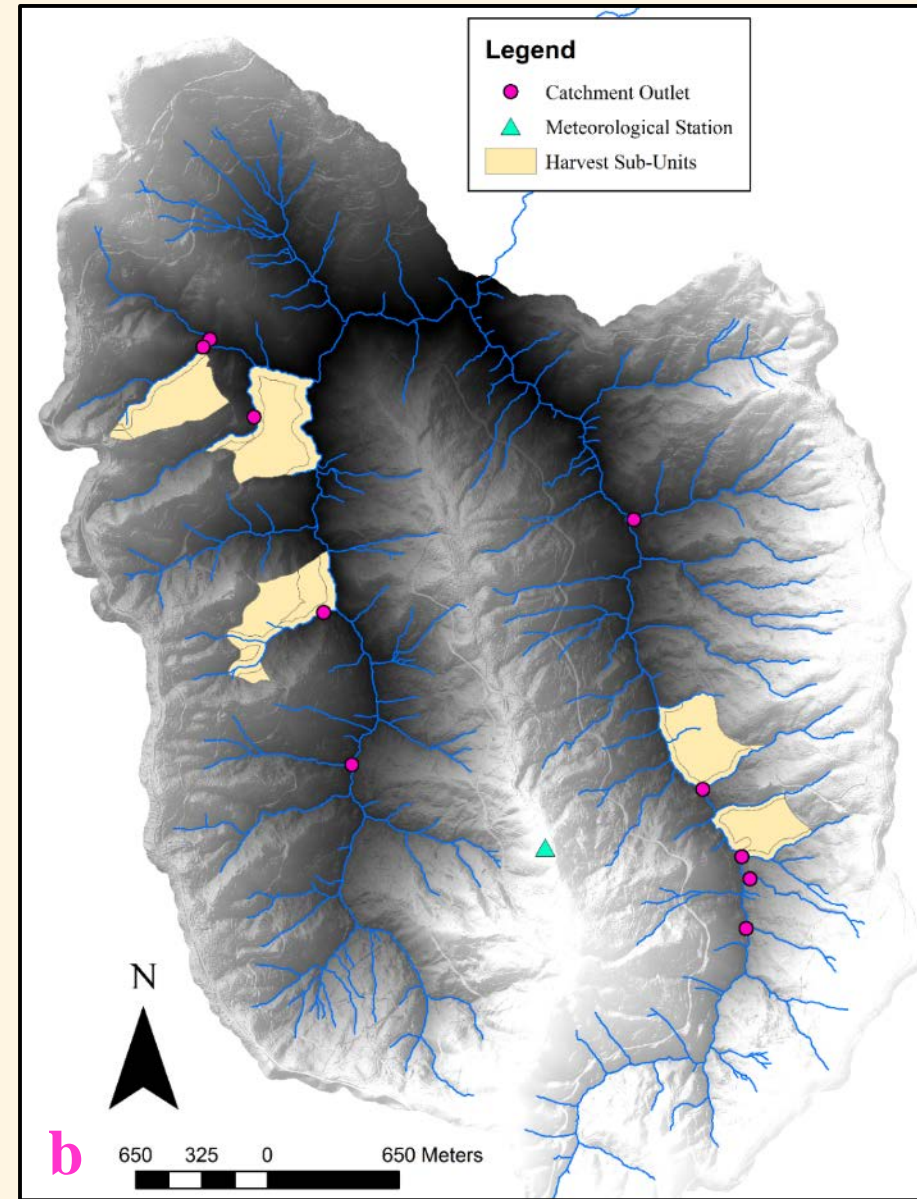 Legend
Catchment Outlet
Meteorological Station
Harvest Sub-Units
N
b
650 325 0 650 Meters